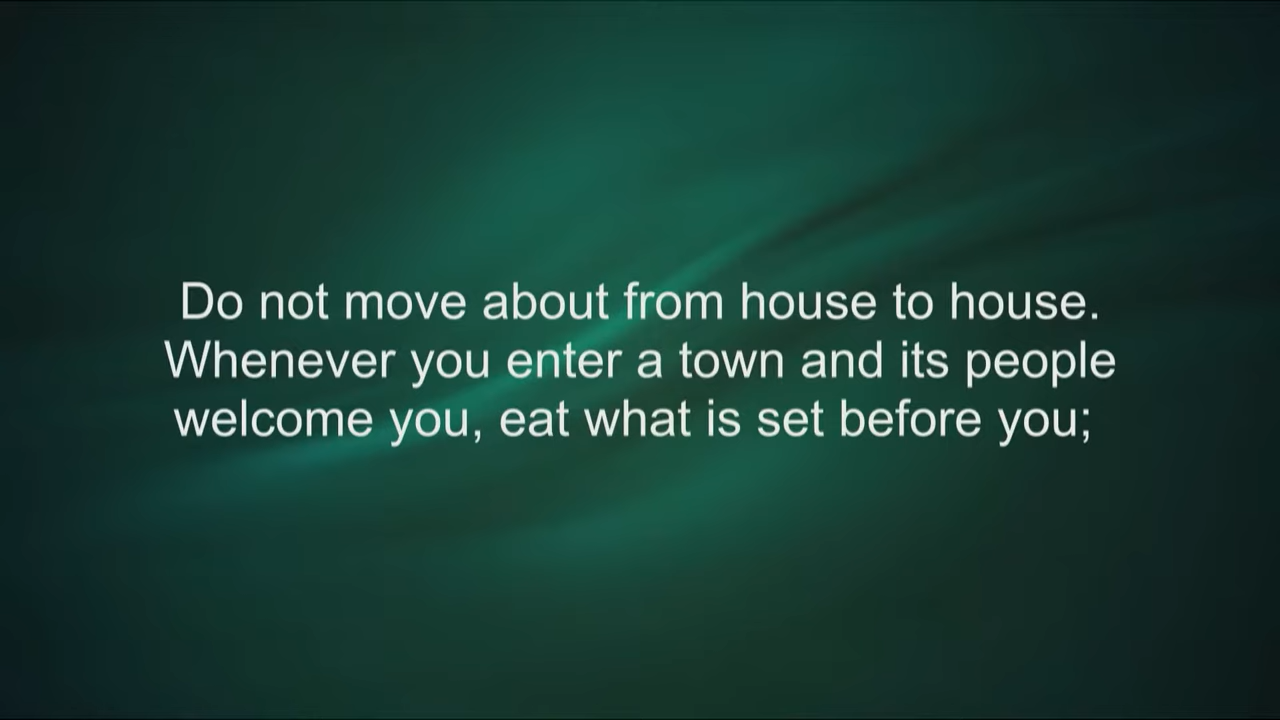 Do not move about from house to house.
Whenever you enter a town and its people
welcome you, eat what is set before you;